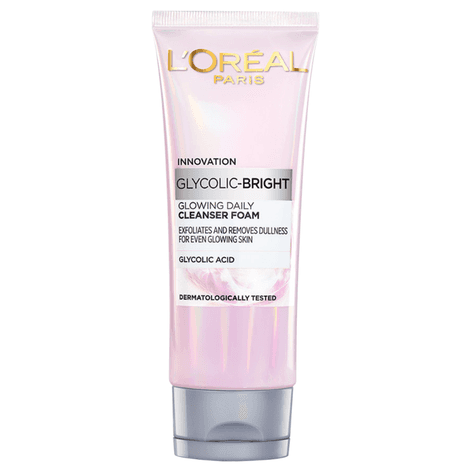 L'ORÉAL
PARIS
INNOVATION
GLYCOLIC-BRIGHT
GLOWING DAILY
CLEANSER FOAM
EXFOLIATES AND REMOVES DULLNESS
FOR EVEN GLOWING SKIN
GLYCOLIC ACID
DERMATOLOGICALLY TESTED